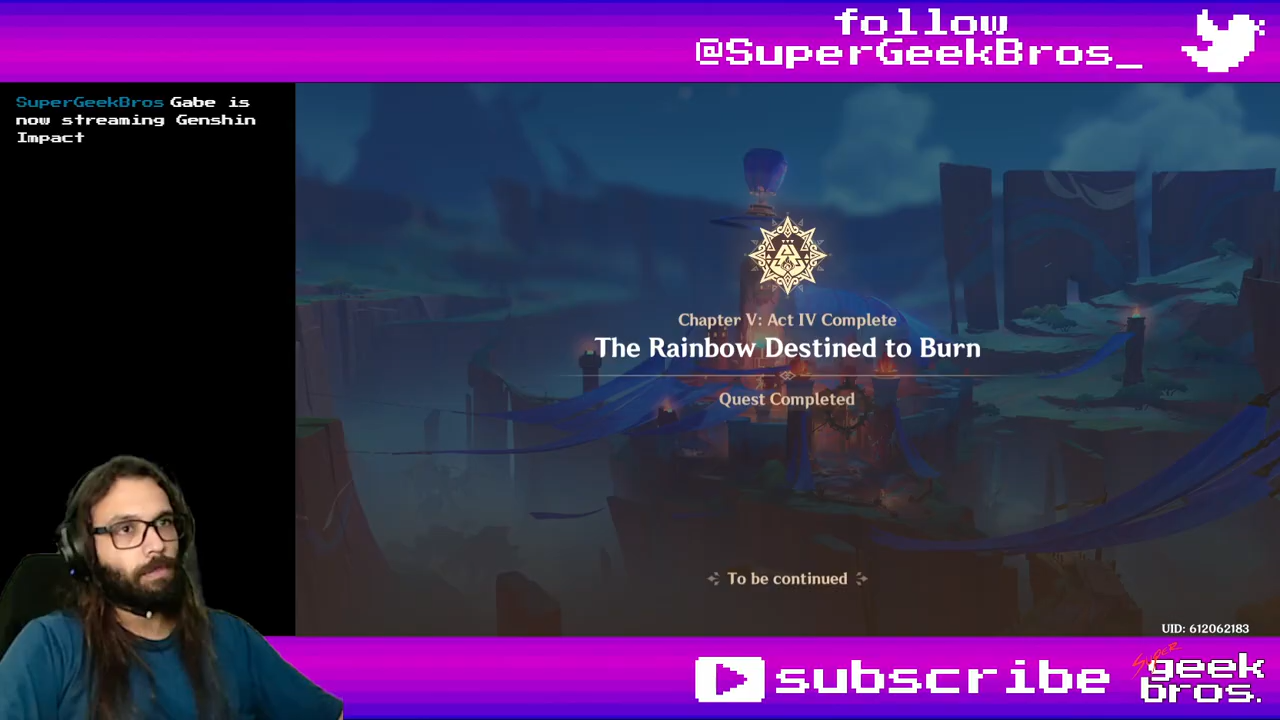 follow
@SuperGeekBros_
SuperGeekBros Gabe is
now streaming Genshin
Impact
Chapter V: Act IV Complete
The Rainbow Destined to Burn
Quest Completed
To be continued
UID: 612062183
subscribe
super
geek
bros.